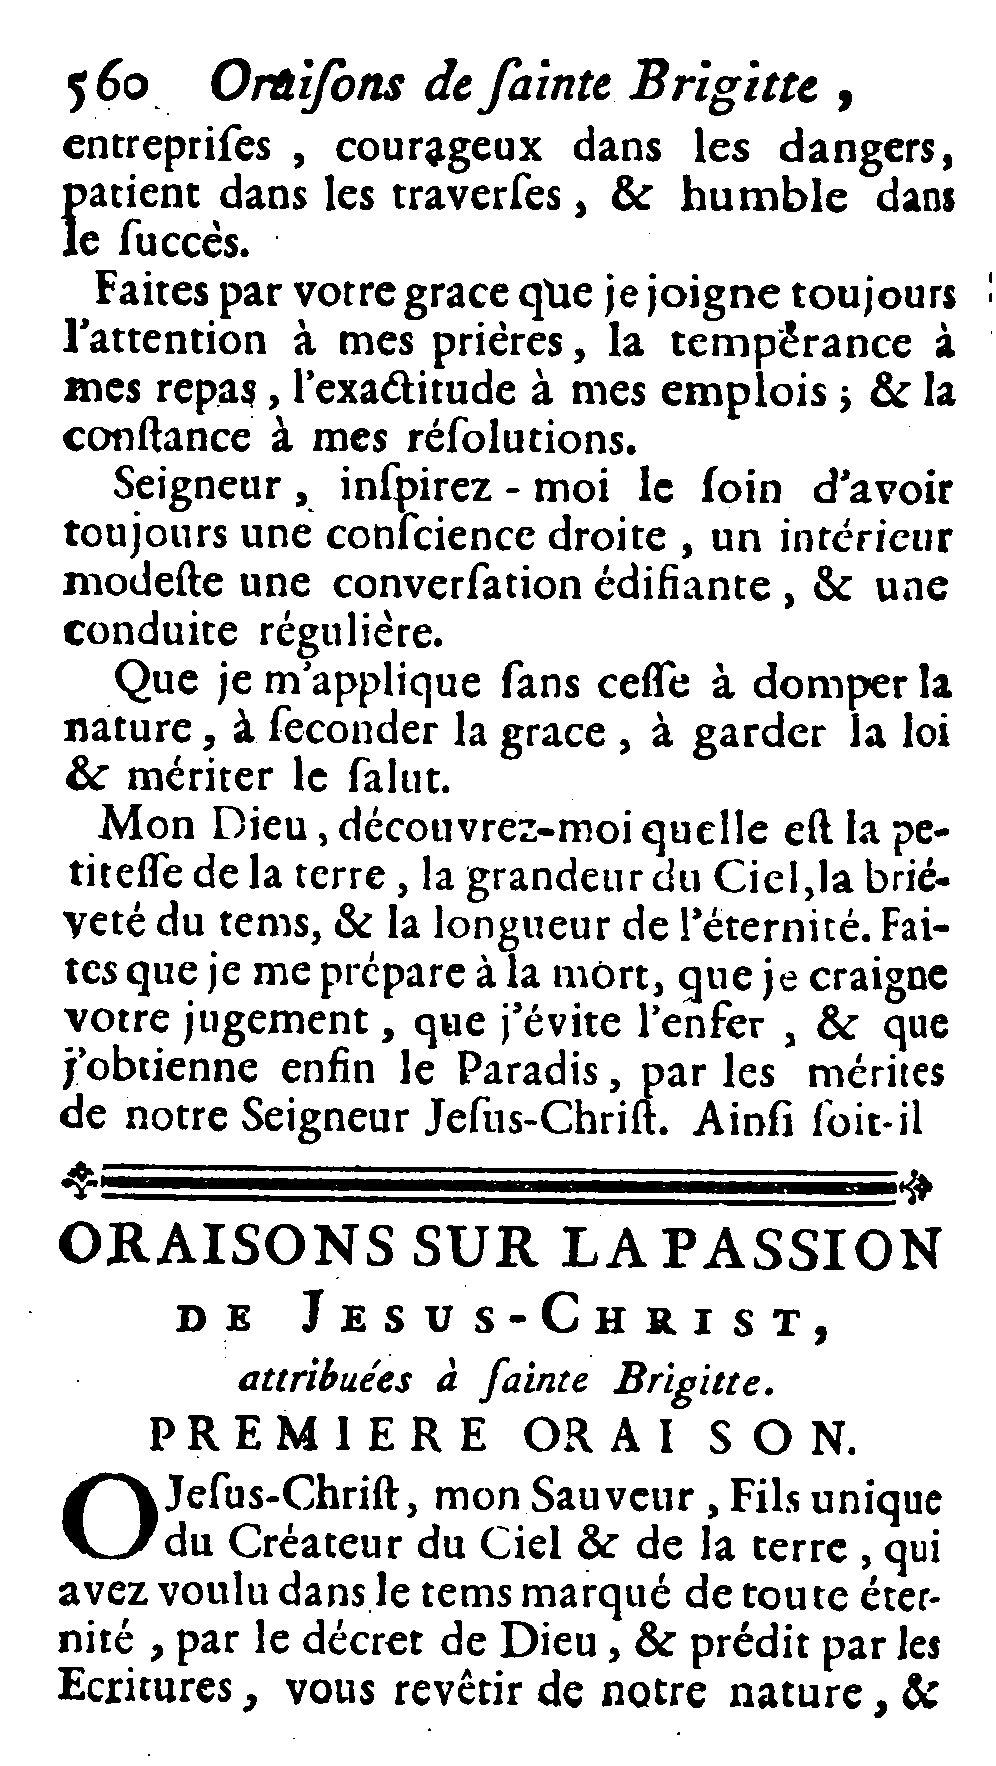 560 Oraiſons de ſainte Brigitte,
entrepriſes, courageux dans les dangers,
patient dans les traverſes, & humble dans
le ſuccès.
Faites par votre grace que je joigne toujours
l'attention à mes prières, la tempérance à
mes repas, l'exactitude à mes emplois; & la
conſtance à mes réſolutions.
Seigneur, inſpirez-moi le ſoin d'avoir
toujours une conſcience droite, un intérieur
modeſte une converſation édifiante, & une
conduite régulière.
Que je m'applique ſans ceſſe à domper la
nature, à ſeconder la grace, à garder la loi
& mériter le ſalut.
Mon Dieu, découvrez-moi quelle eſt la pe-
titeſſe de la terre, la grandeur du Ciel, la brié-
veté du tems, & la longueur de l'éternité. Fai-
tes que je me prépare à la mort, que je craigne
votre jugement, que j'évite l'enfer, & que
j'obtienne enfin le Paradis, par les mérites
de notre Seigneur Jeſus-Chriſt. Ainſi ſoit-il
ORAISONS SUR LA PASSION
DE JESUS-CHRIST,
attribuées à ſainte Brigitte.
PREMIERE ORAISON.
O Jeſus-Chriſt, mon Sauveur, Fils unique
du Créateur du Ciel & de la terre, qui
avez voulu dans le tems marqué de toute éter-
nité, par le décret de Dieu, & prédit par les
Ecritures, vous revêtir de notre nature, &